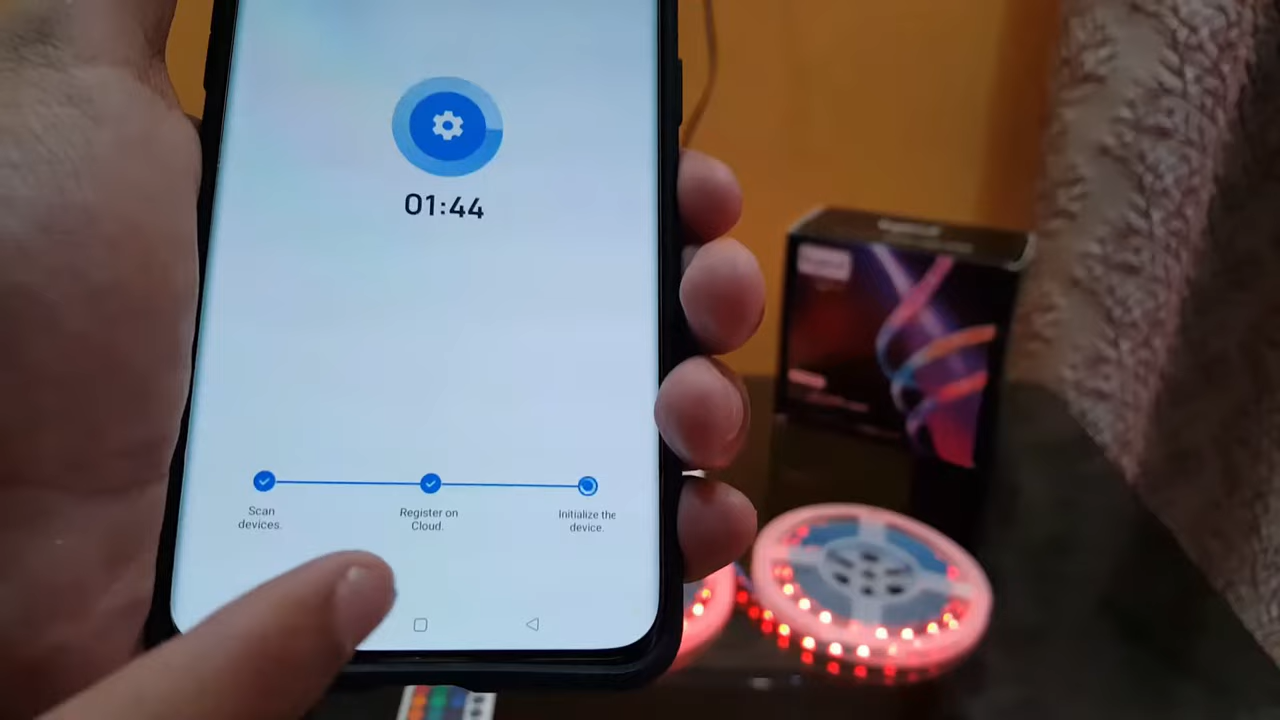 01:44
Scan
devices.
Register on
Cloud.
Initialize the
device.